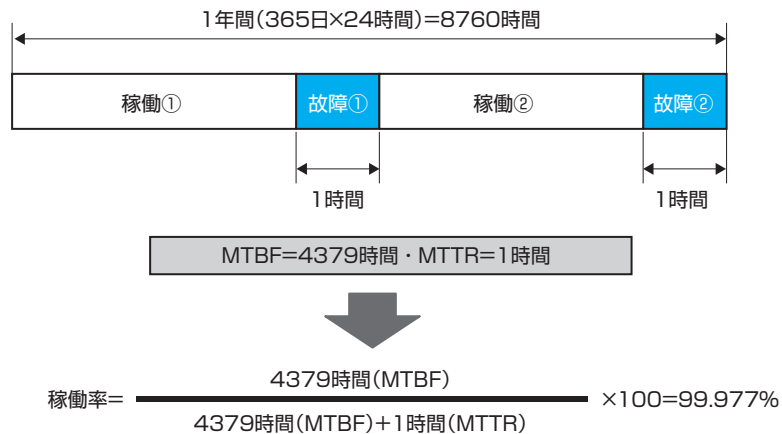 1年間(365日×24時間)=8760時間
稼働① 故障① 稼働② 故障②
1時間 1時間
MTBF=4379時間・MTTR=1時間
4379時間(MTBF)
稼働率= ×100=99.977%
4379時間(MTBF)+1時間(MTTR)